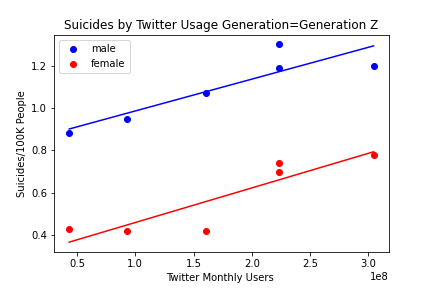 Suicides by Twitter Usage Generation=Generation Z
male
female
Suicides/100K People
1.2
1.0
0.8
0.6
0.4
0.5 1.0 1.5 2.0 2.5 3.0
1e8
Twitter Monthly Users